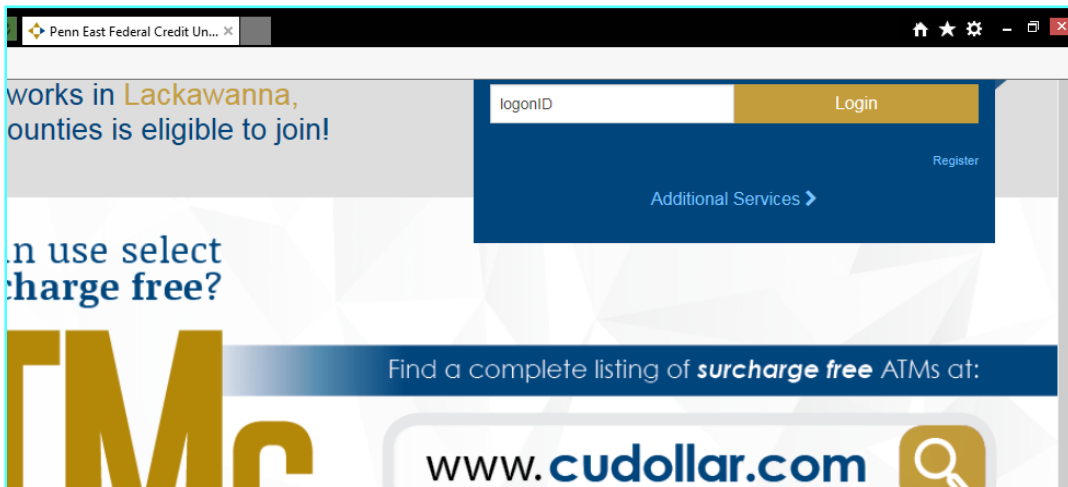 Penn East Federal Credit Un...
works in Lackawanna,
ounties is eligible to join!
logonID
Login
Register
Additional Services
n use select
charge free?
TMs
Find a complete listing of surcharge free ATMs at:
www.cudollar.com